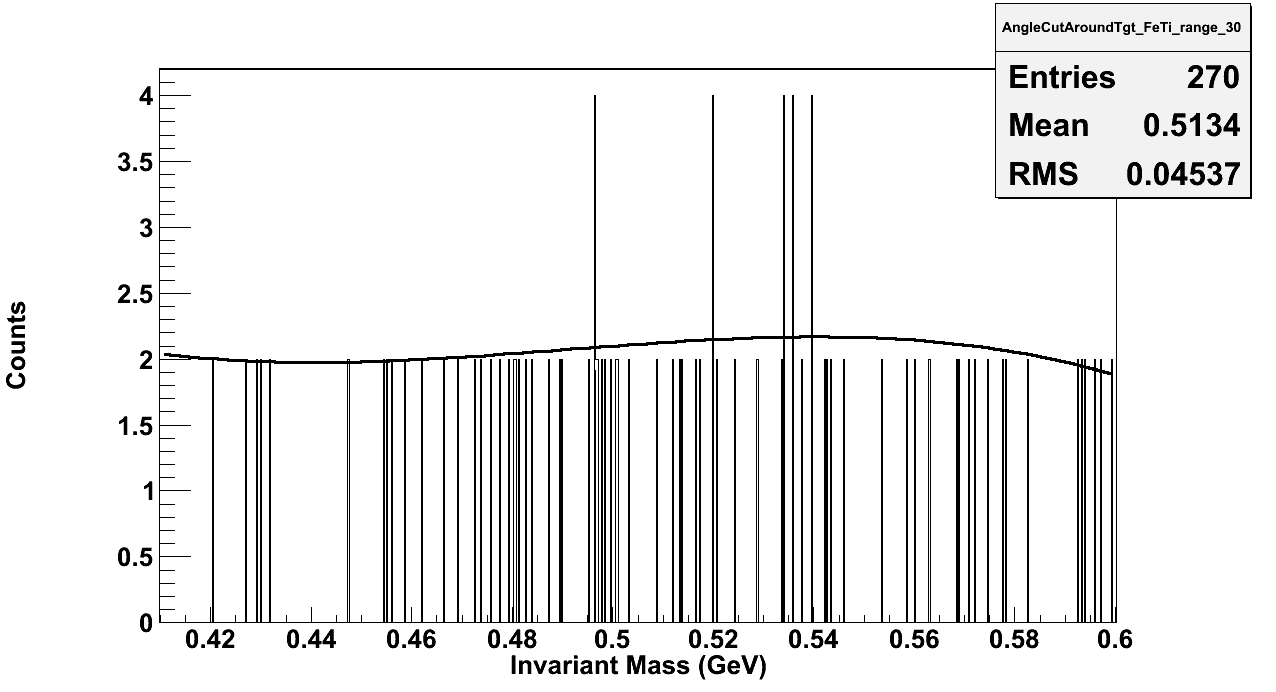 AngleCutAroundTgt_FeTi_range_30
Entries 270
Mean 0.5134
RMS 0.04537
Counts
4
3.5
3
2.5
2
1.5
1
0.5
0
0.42 0.44 0.46 0.48 0.5 0.52 0.54 0.56 0.58 0.6
Invariant Mass (GeV)